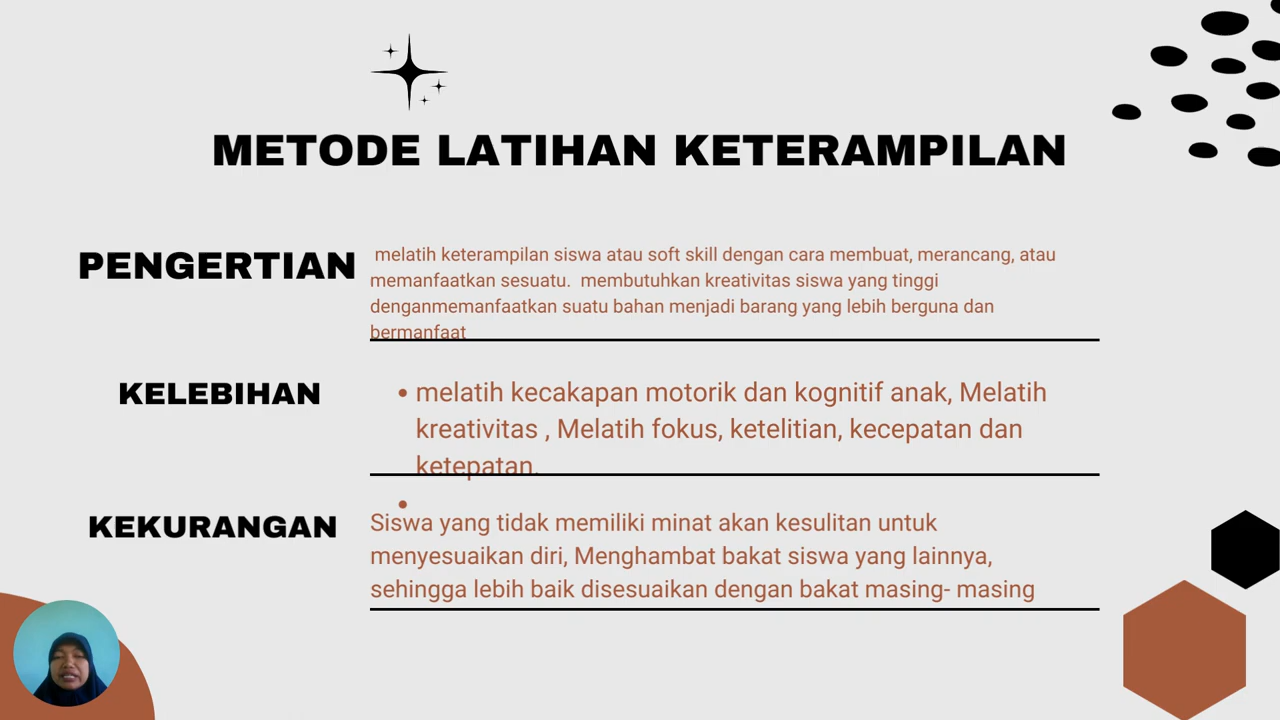 METODE LATIHAN KETERAMPILAN
PENGERTIAN
melatih keterampilan siswa atau soft skill dengan cara membuat, merancang, atau
memanfaatkan sesuatu.  membutuhkan kreativitas siswa yang tinggi
denganmemanfaatkan suatu bahan menjadi barang yang lebih berguna dan
bermanfaat
KELEBIHAN
• melatih kecakapan motorik dan kognitif anak, Melatih
kreativitas , Melatih fokus, ketelitian, kecepatan dan
ketepatan.
•
KEKURANGAN
Siswa yang tidak memiliki minat akan kesulitan untuk
menyesuaikan diri, Menghambat bakat siswa yang lainnya,
sehingga lebih baik disesuaikan dengan bakat masing- masing